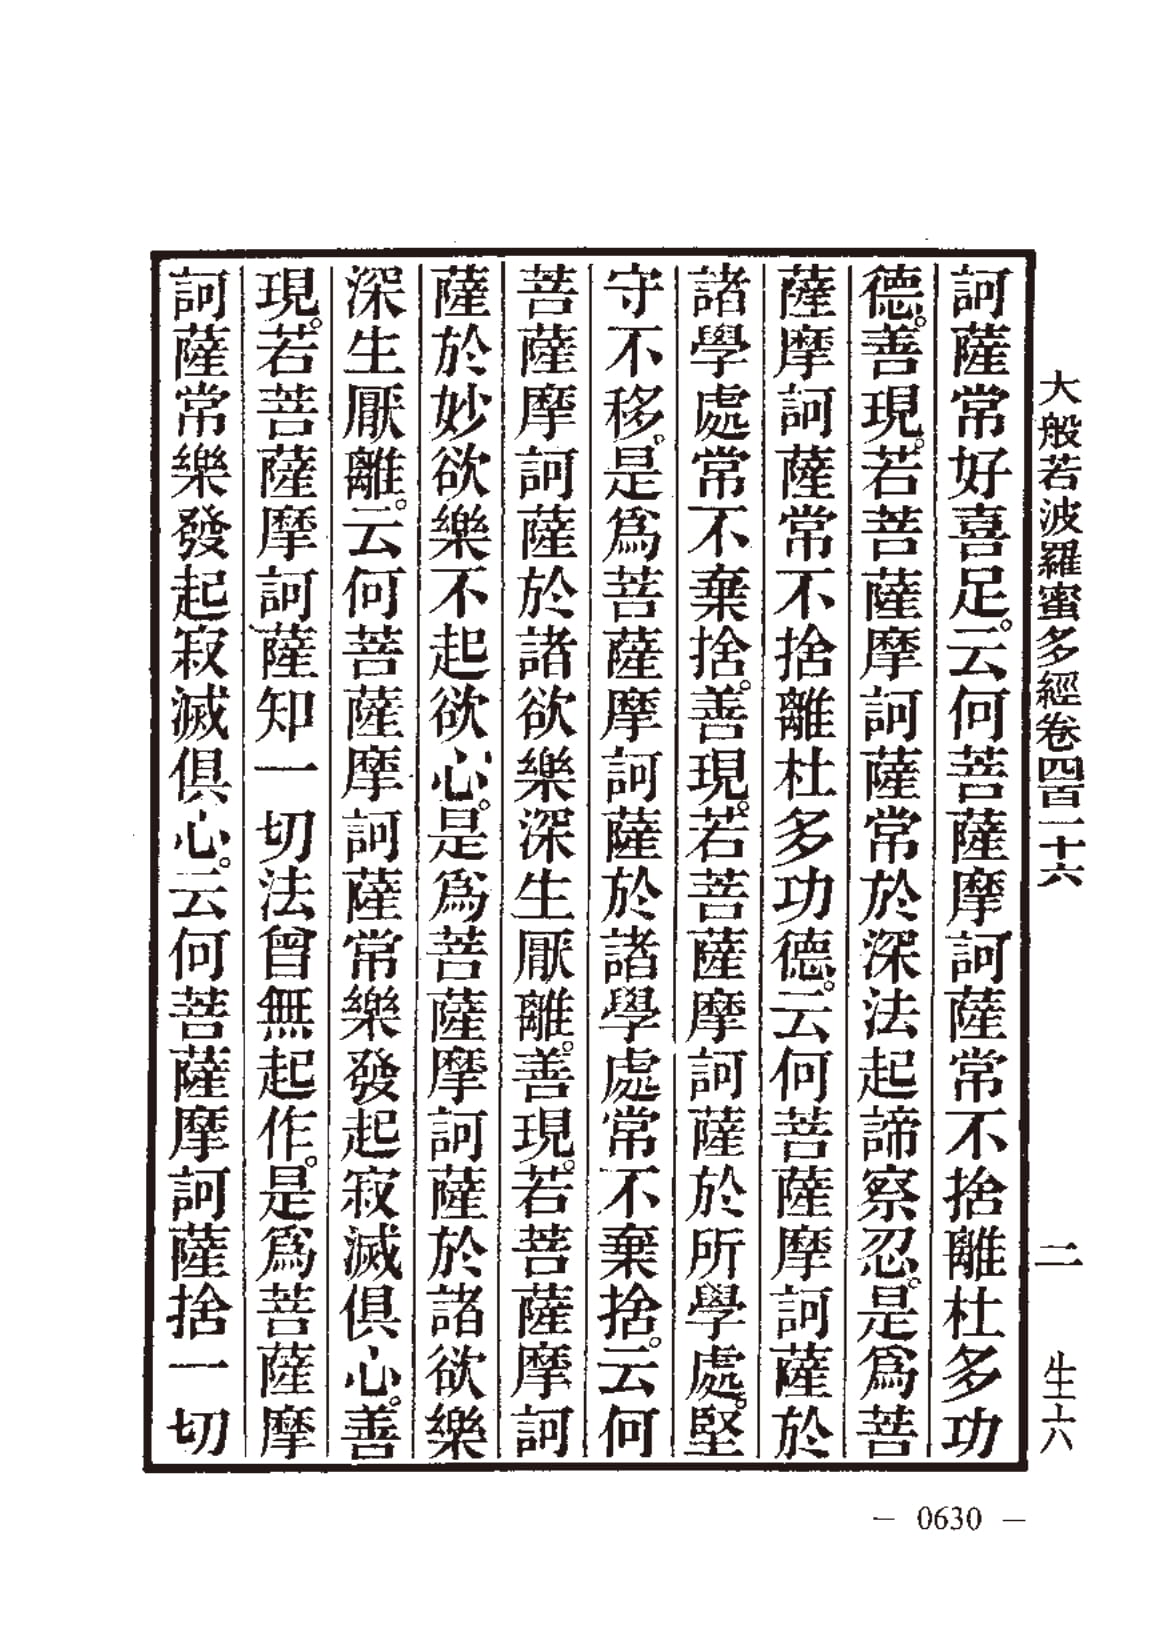 大般若波羅蜜多經卷四百一十六　二　生六
訶薩常好喜足。云何菩薩摩訶薩常不捨離杜多功
德。善現。若菩薩摩訶薩常於深法起諦察忍。是爲菩
薩摩訶薩常不捨離杜多功德。云何菩薩摩訶薩於
諸學處常不棄捨。善現。若菩薩摩訶薩於所學處。堅
守不移。是爲菩薩摩訶薩於諸學處常不棄捨。云何
菩薩摩訶薩於諸欲樂深生厭離。善現。若菩薩摩訶
薩於妙欲樂不起欲心。是爲菩薩摩訶薩於諸欲樂
深生厭離。云何菩薩摩訶薩常樂發起寂滅俱心。善
現。若菩薩摩訶薩知一切法曾無起作。是爲菩薩摩
訶薩常樂發起寂滅俱心。云何菩薩摩訶薩捨一切
— 0630 —